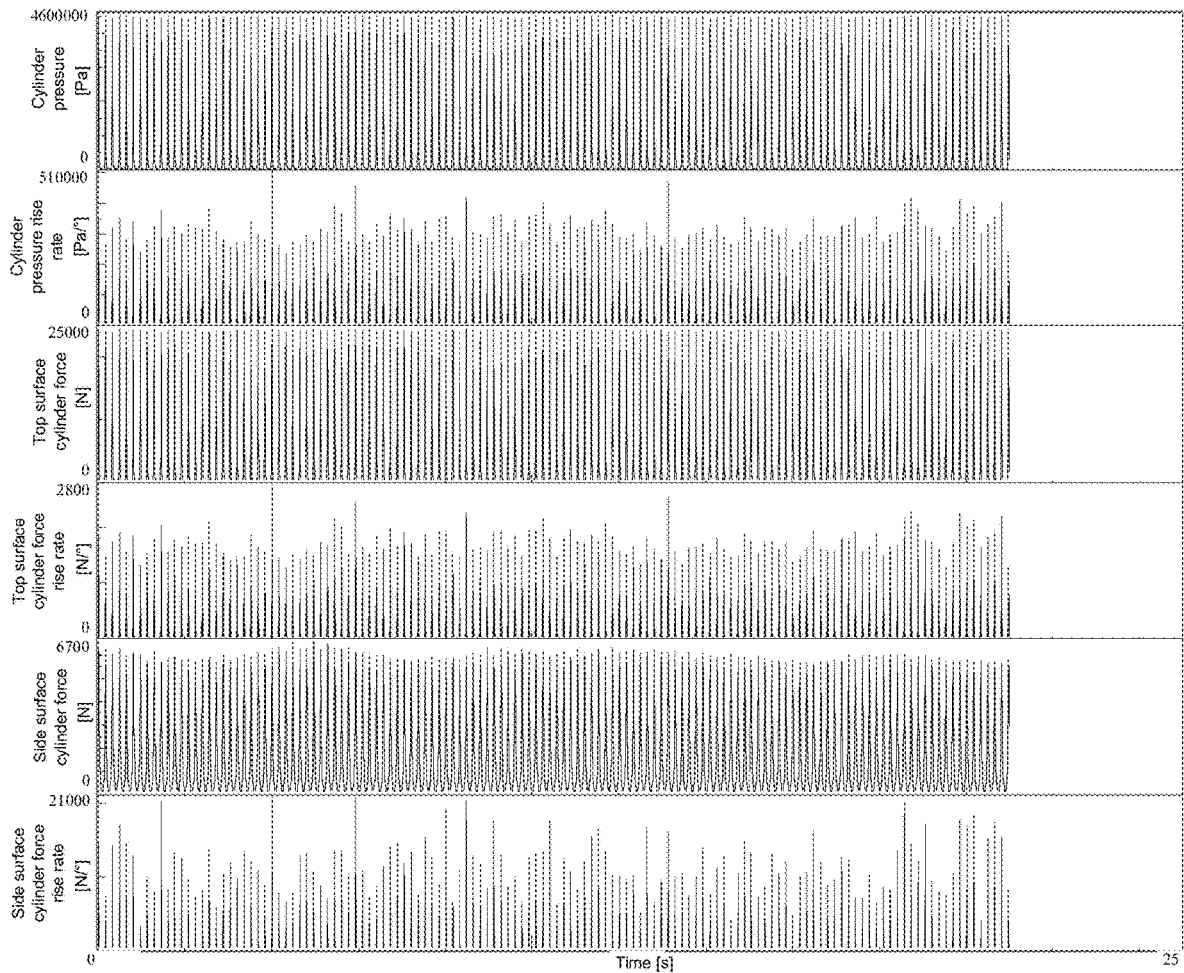 4600000
Cylinder
pressure
[Pa]
0
510000
Cylinder
pressure rise
rate
[Pa/°]
0
25000
Top surface
cylinder force
[N]
0
2800
Top surface
cylinder force
rise rate
[N/°]
0
6700
Side surface
cylinder force
[N]
0
21000
Side surface
cylinder force
rise rate
[N/°]
0
Time [s]
25